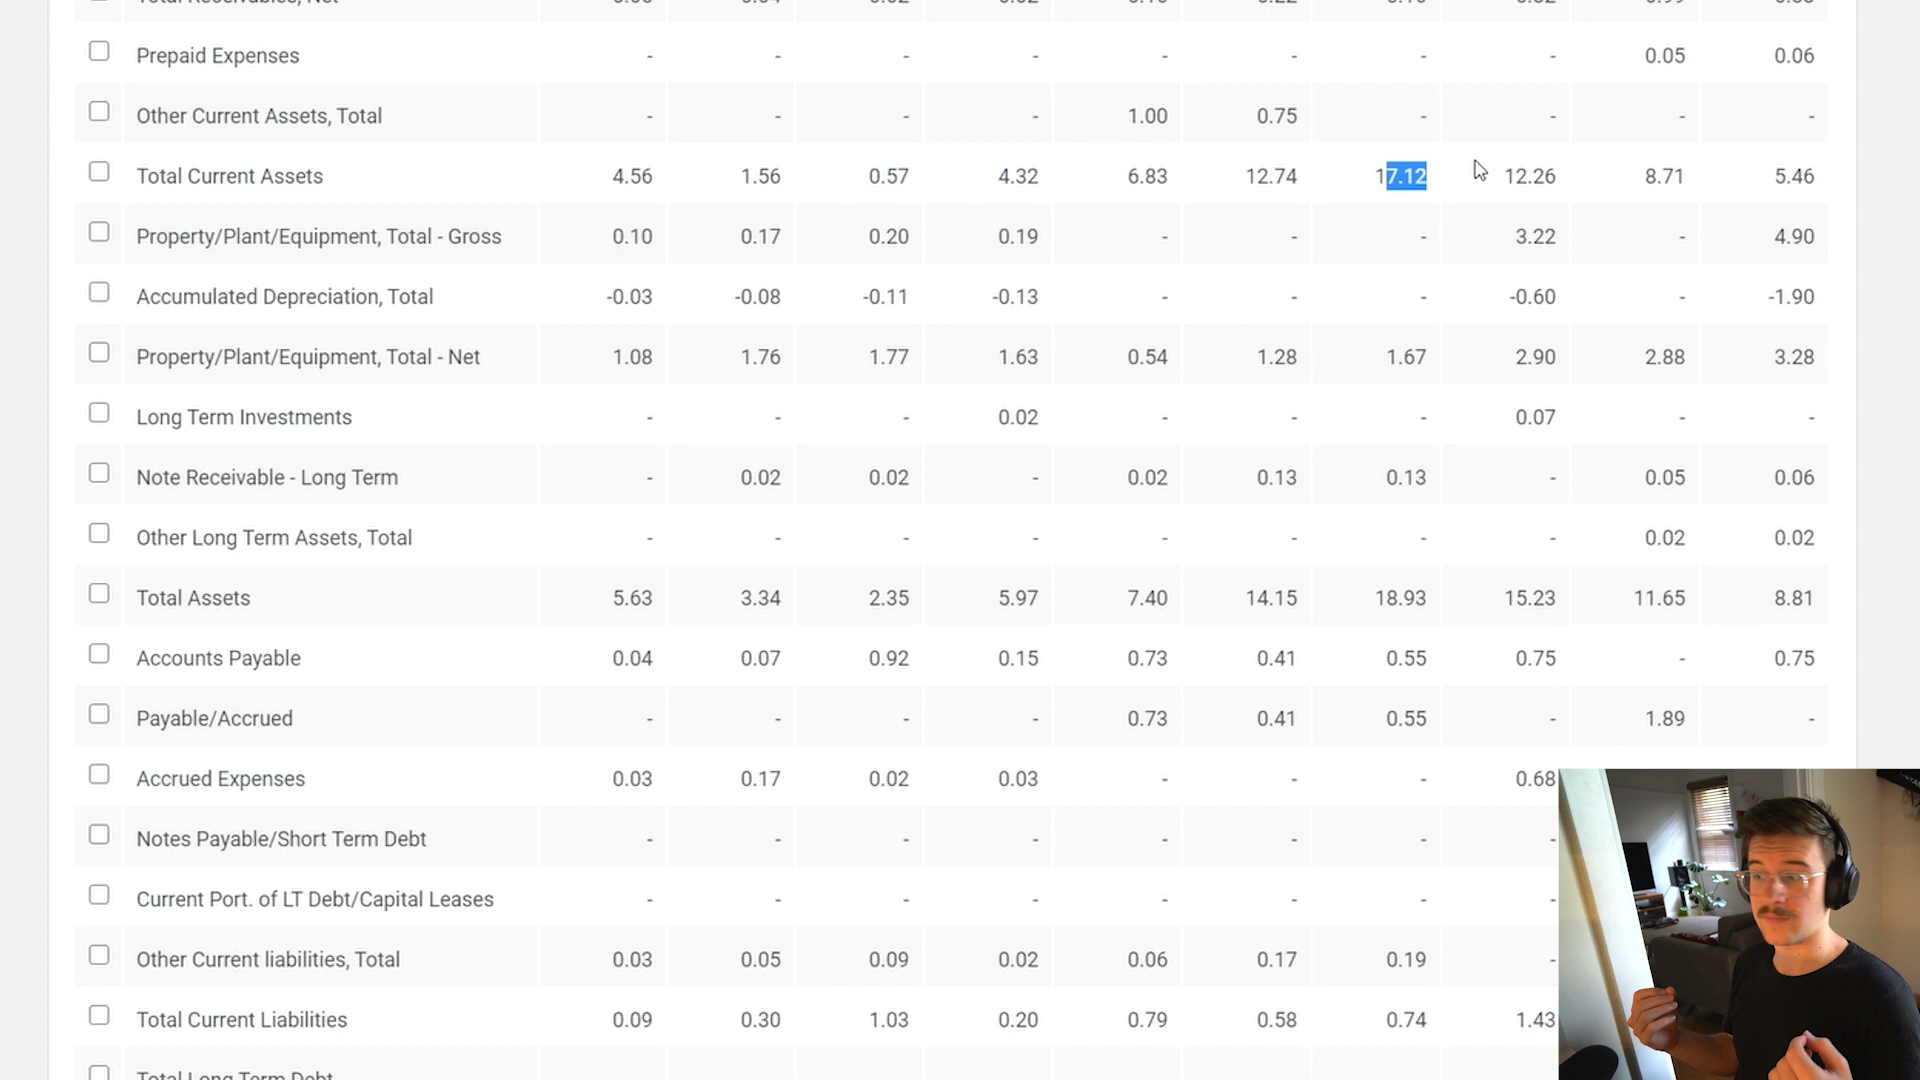 Prepaid Expenses - - - - - - - - 0.05 0.06
Other Current Assets, Total - - - - 1.00 0.75 - - - -
Total Current Assets 4.56 1.56 0.57 4.32 6.83 12.74 17.12 12.26 8.71 5.46
Property/Plant/Equipment, Total - Gross 0.10 0.17 0.20 0.19 - - - 3.22 - 4.90
Accumulated Depreciation, Total -0.03 -0.08 -0.11 -0.13 - - - -0.60 - -1.90
Property/Plant/Equipment, Total - Net 1.08 1.76 1.77 1.63 0.54 1.28 1.67 2.90 2.88 3.28
Long Term Investments - - - 0.02 - - - 0.07 - -
Note Receivable - Long Term - 0.02 0.02 - 0.02 0.13 0.13 - 0.05 0.06
Other Long Term Assets, Total - - - - - - - - 0.02 0.02
Total Assets 5.63 3.34 2.35 5.97 7.40 14.15 18.93 15.23 11.65 8.81
Accounts Payable 0.04 0.07 0.92 0.15 0.73 0.41 0.55 0.75 - 0.75
Payable/Accrued - - - - 0.73 0.41 0.55 - 1.89 -
Accrued Expenses 0.03 0.17 0.02 0.03 - - - 0.68
Notes Payable/Short Term Debt - - - - - - - -
Current Port. of LT Debt/Capital Leases - - - - - - - -
Other Current liabilities, Total 0.03 0.05 0.09 0.02 0.06 0.17 0.19 -
Total Current Liabilities 0.09 0.30 1.03 0.20 0.79 0.58 0.74 1.43
Total Long Term Debt